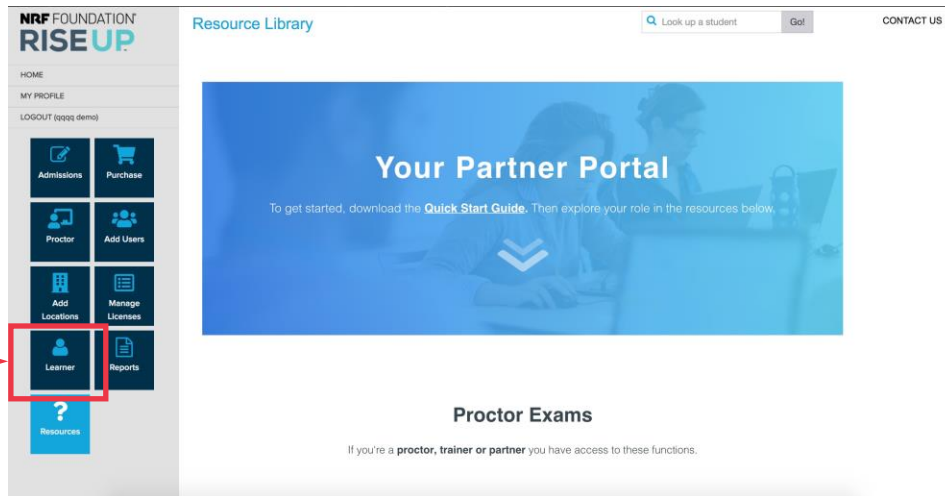 NRF FOUNDATION
RISEUP
Resource Library
Look up a student
Go!
CONTACT US
HOME
MY PROFILE
LOGOUT (qqqq demo)
Admissions
Purchase
Proctor
Add Users
Add
Locations
Manage
Licenses
Learner
Reports
?
Resources
Your Partner Portal
To get started, download the Quick Start Guide. Then explore your role in the resources below.
Proctor Exams
If you're a proctor, trainer or partner you have access to these functions.